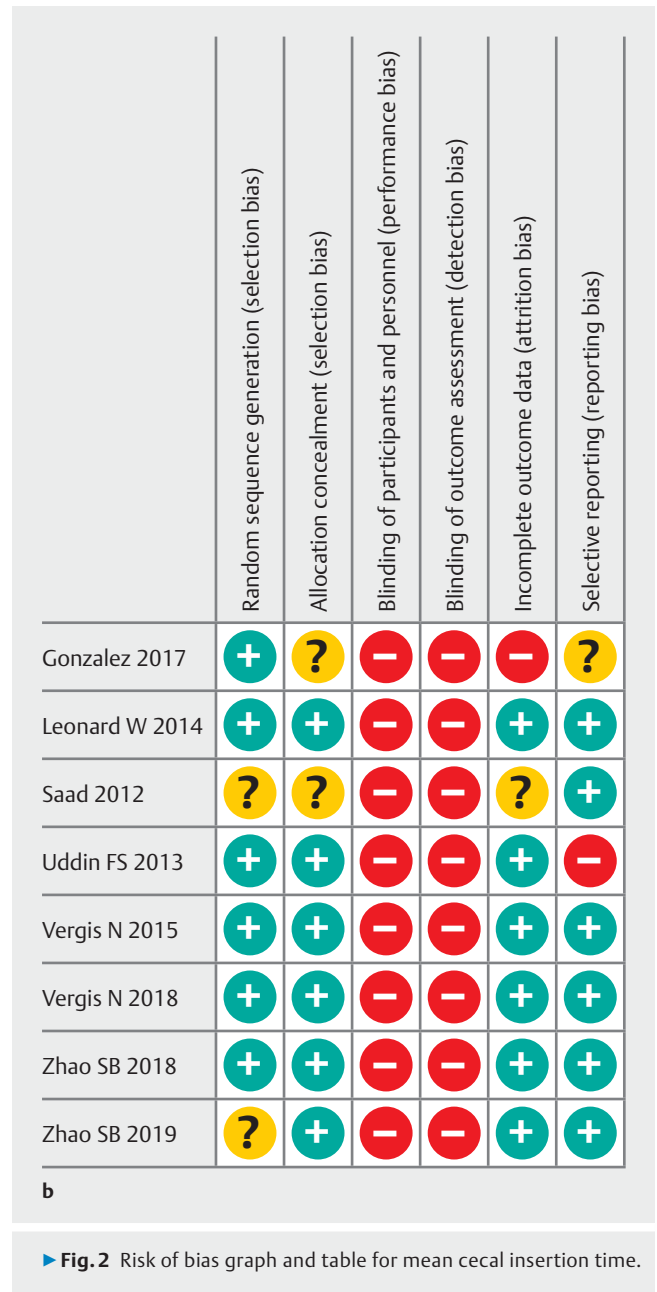 Random sequence generation (selection bias)
Allocation concealment (selection bias)
Blinding of participants and personnel (performance bias)
Blinding of outcome assessment (detection bias)
Incomplete outcome data (attrition bias)
Selective reporting (reporting bias)
Gonzalez 2017 + ? − − − ?
Leonard W 2014 + + − − + +
Saad 2012 ? ? − − ? +
Uddin FS 2013 + + − − + −
Vergis N 2015 + + − − + +
Vergis N 2018 + + − − + +
Zhao SB 2018 + + − − + +
Zhao SB 2019 ? + − − + +
b
▶ Fig. 2 Risk of bias graph and table for mean cecal insertion time.